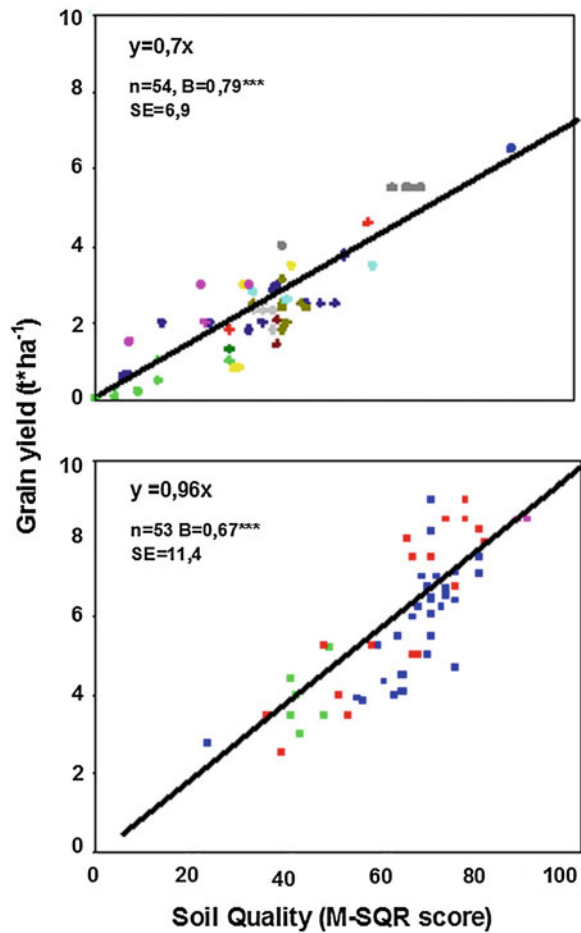 10
y=0,7x
n=54, B=0,79***
SE=6,9
8
6
4
2
0
Grain yield (t*ha-1)
10
y =0,96x
n=53 B=0,67***
SE=11,4
8
6
4
2
0
0 20 40 60 80 100
Soil Quality (M-SQR score)